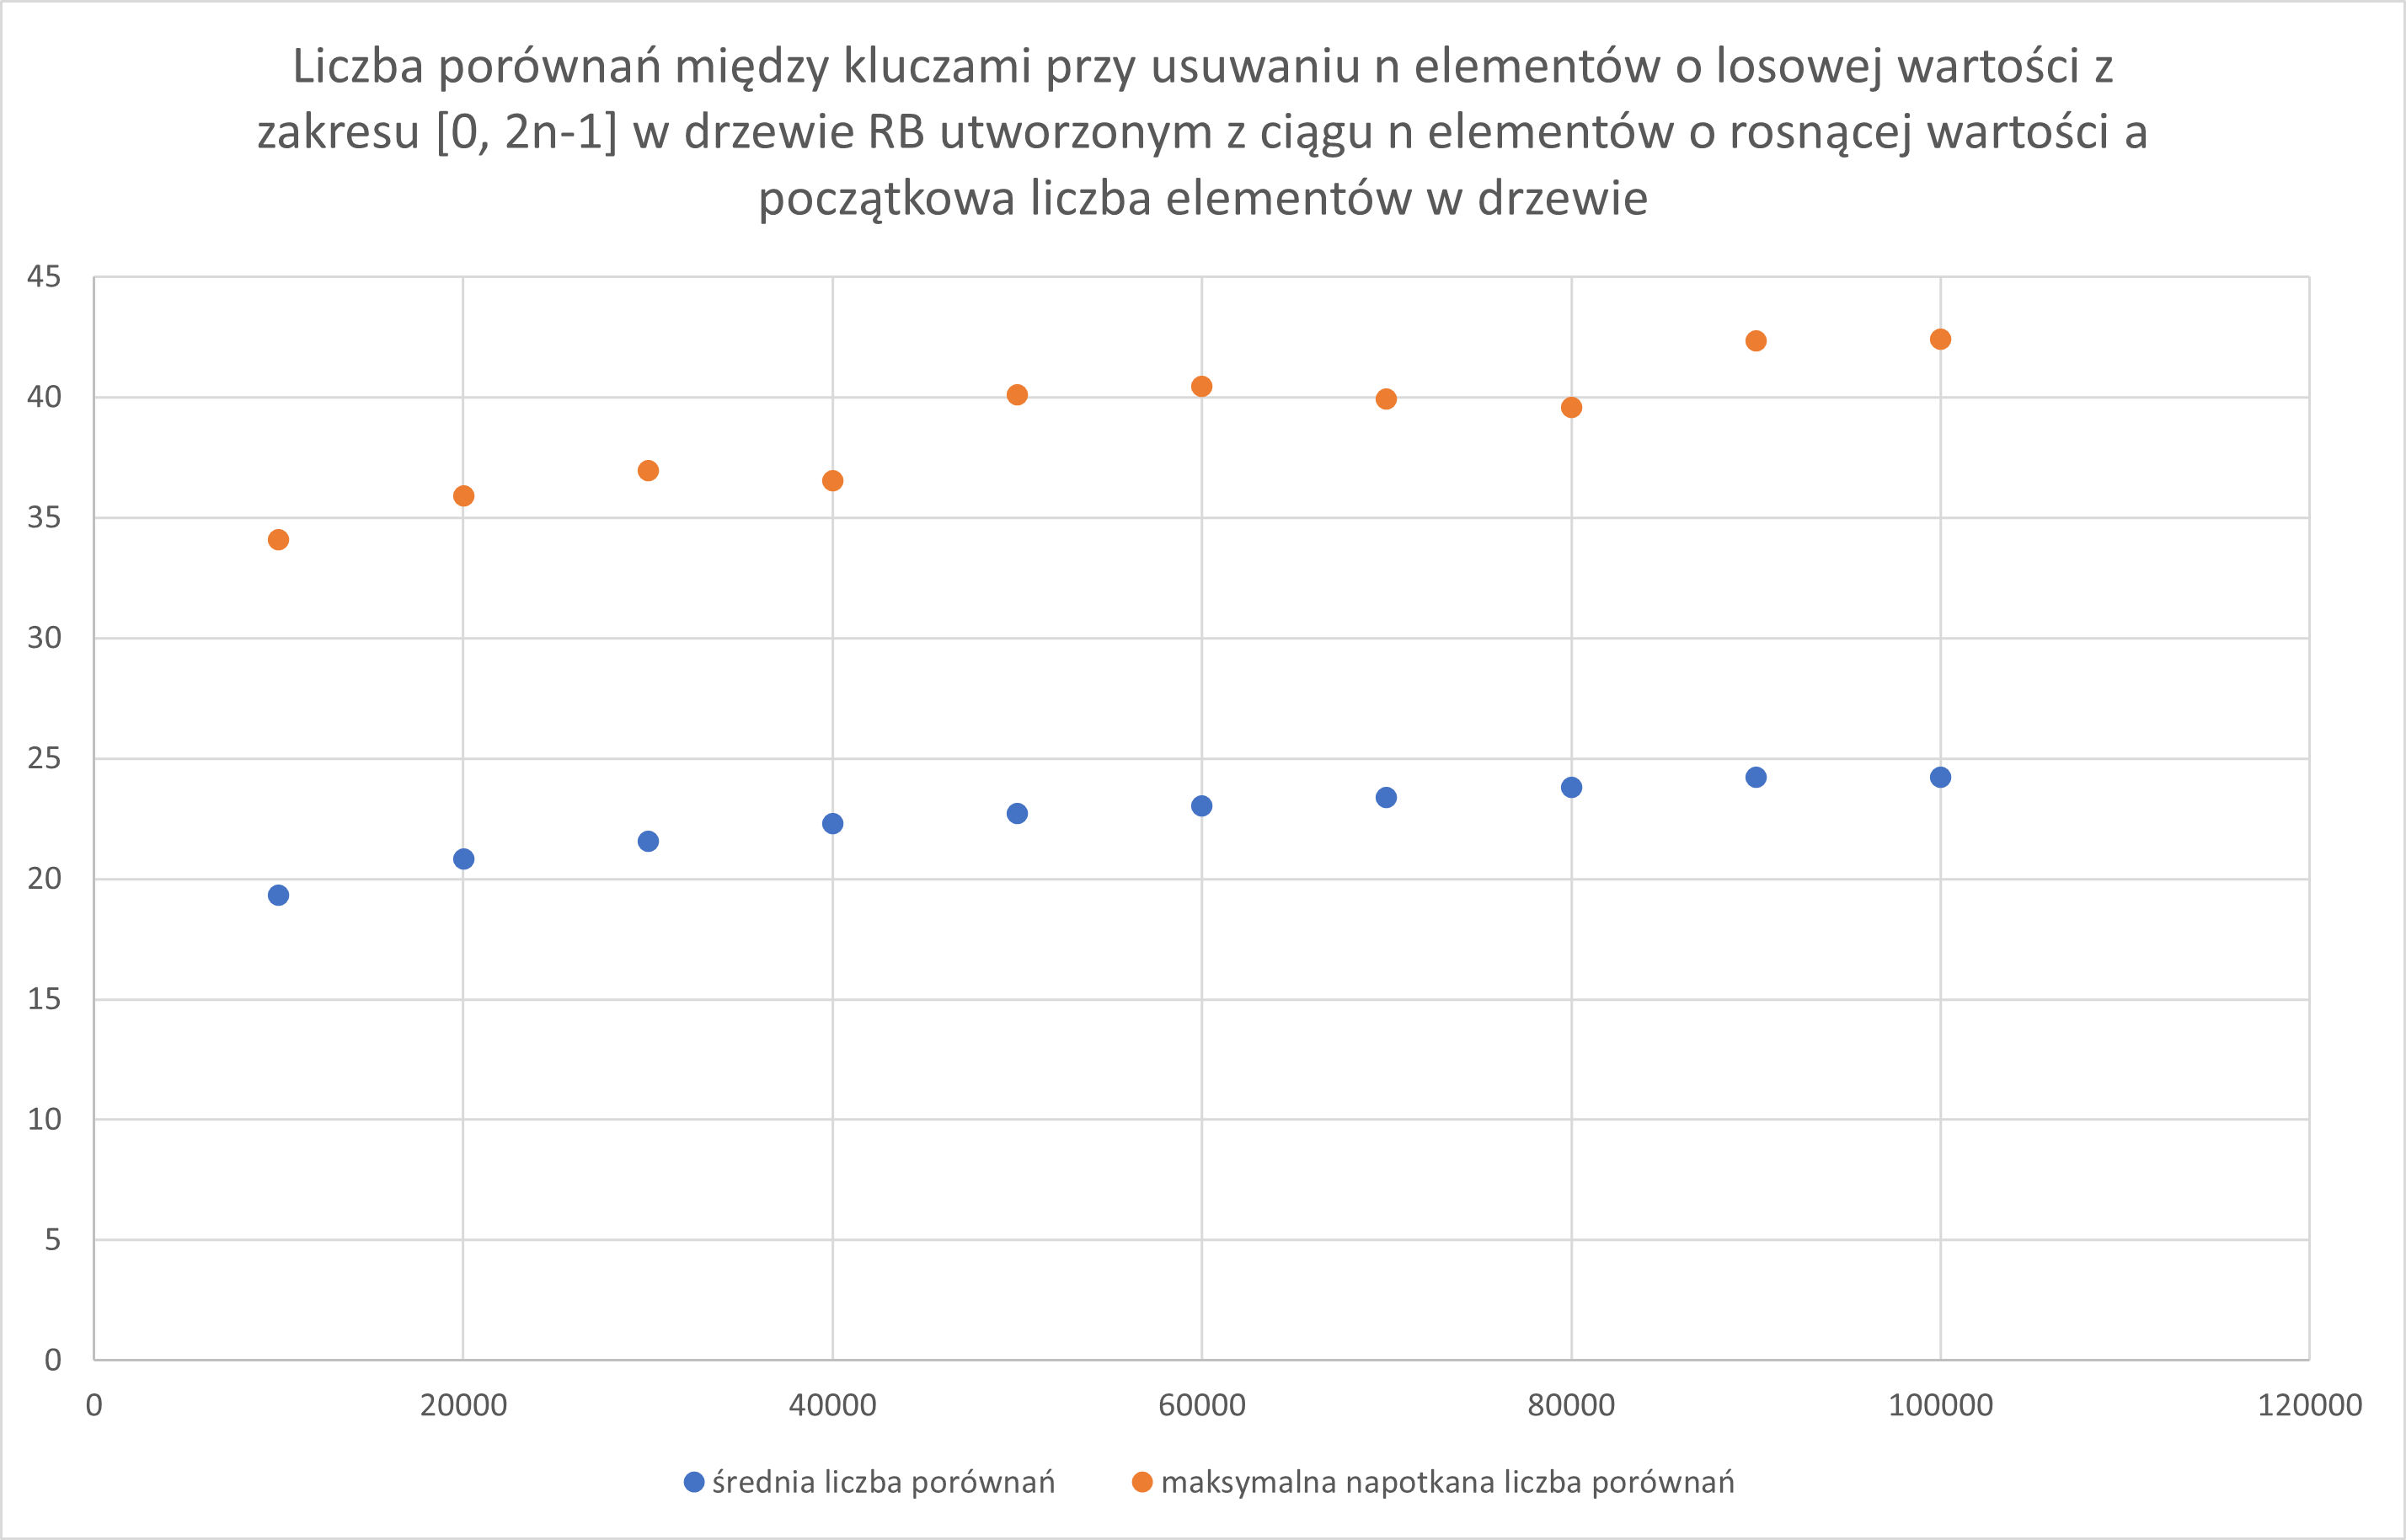 Liczba porównań między kluczami przy usuwaniu n elementów o losowej wartości z
zakresu [0, 2n-1] w drzewie RB utworzonym z ciągu n elementów o rosnącej wartości a
początkowa liczba elementów w drzewie
45
40
35
30
25
20
15
10
5
0
0 20000 40000 60000 80000 100000 120000
średnia liczba porównań maksymalna napotkana liczba porównań